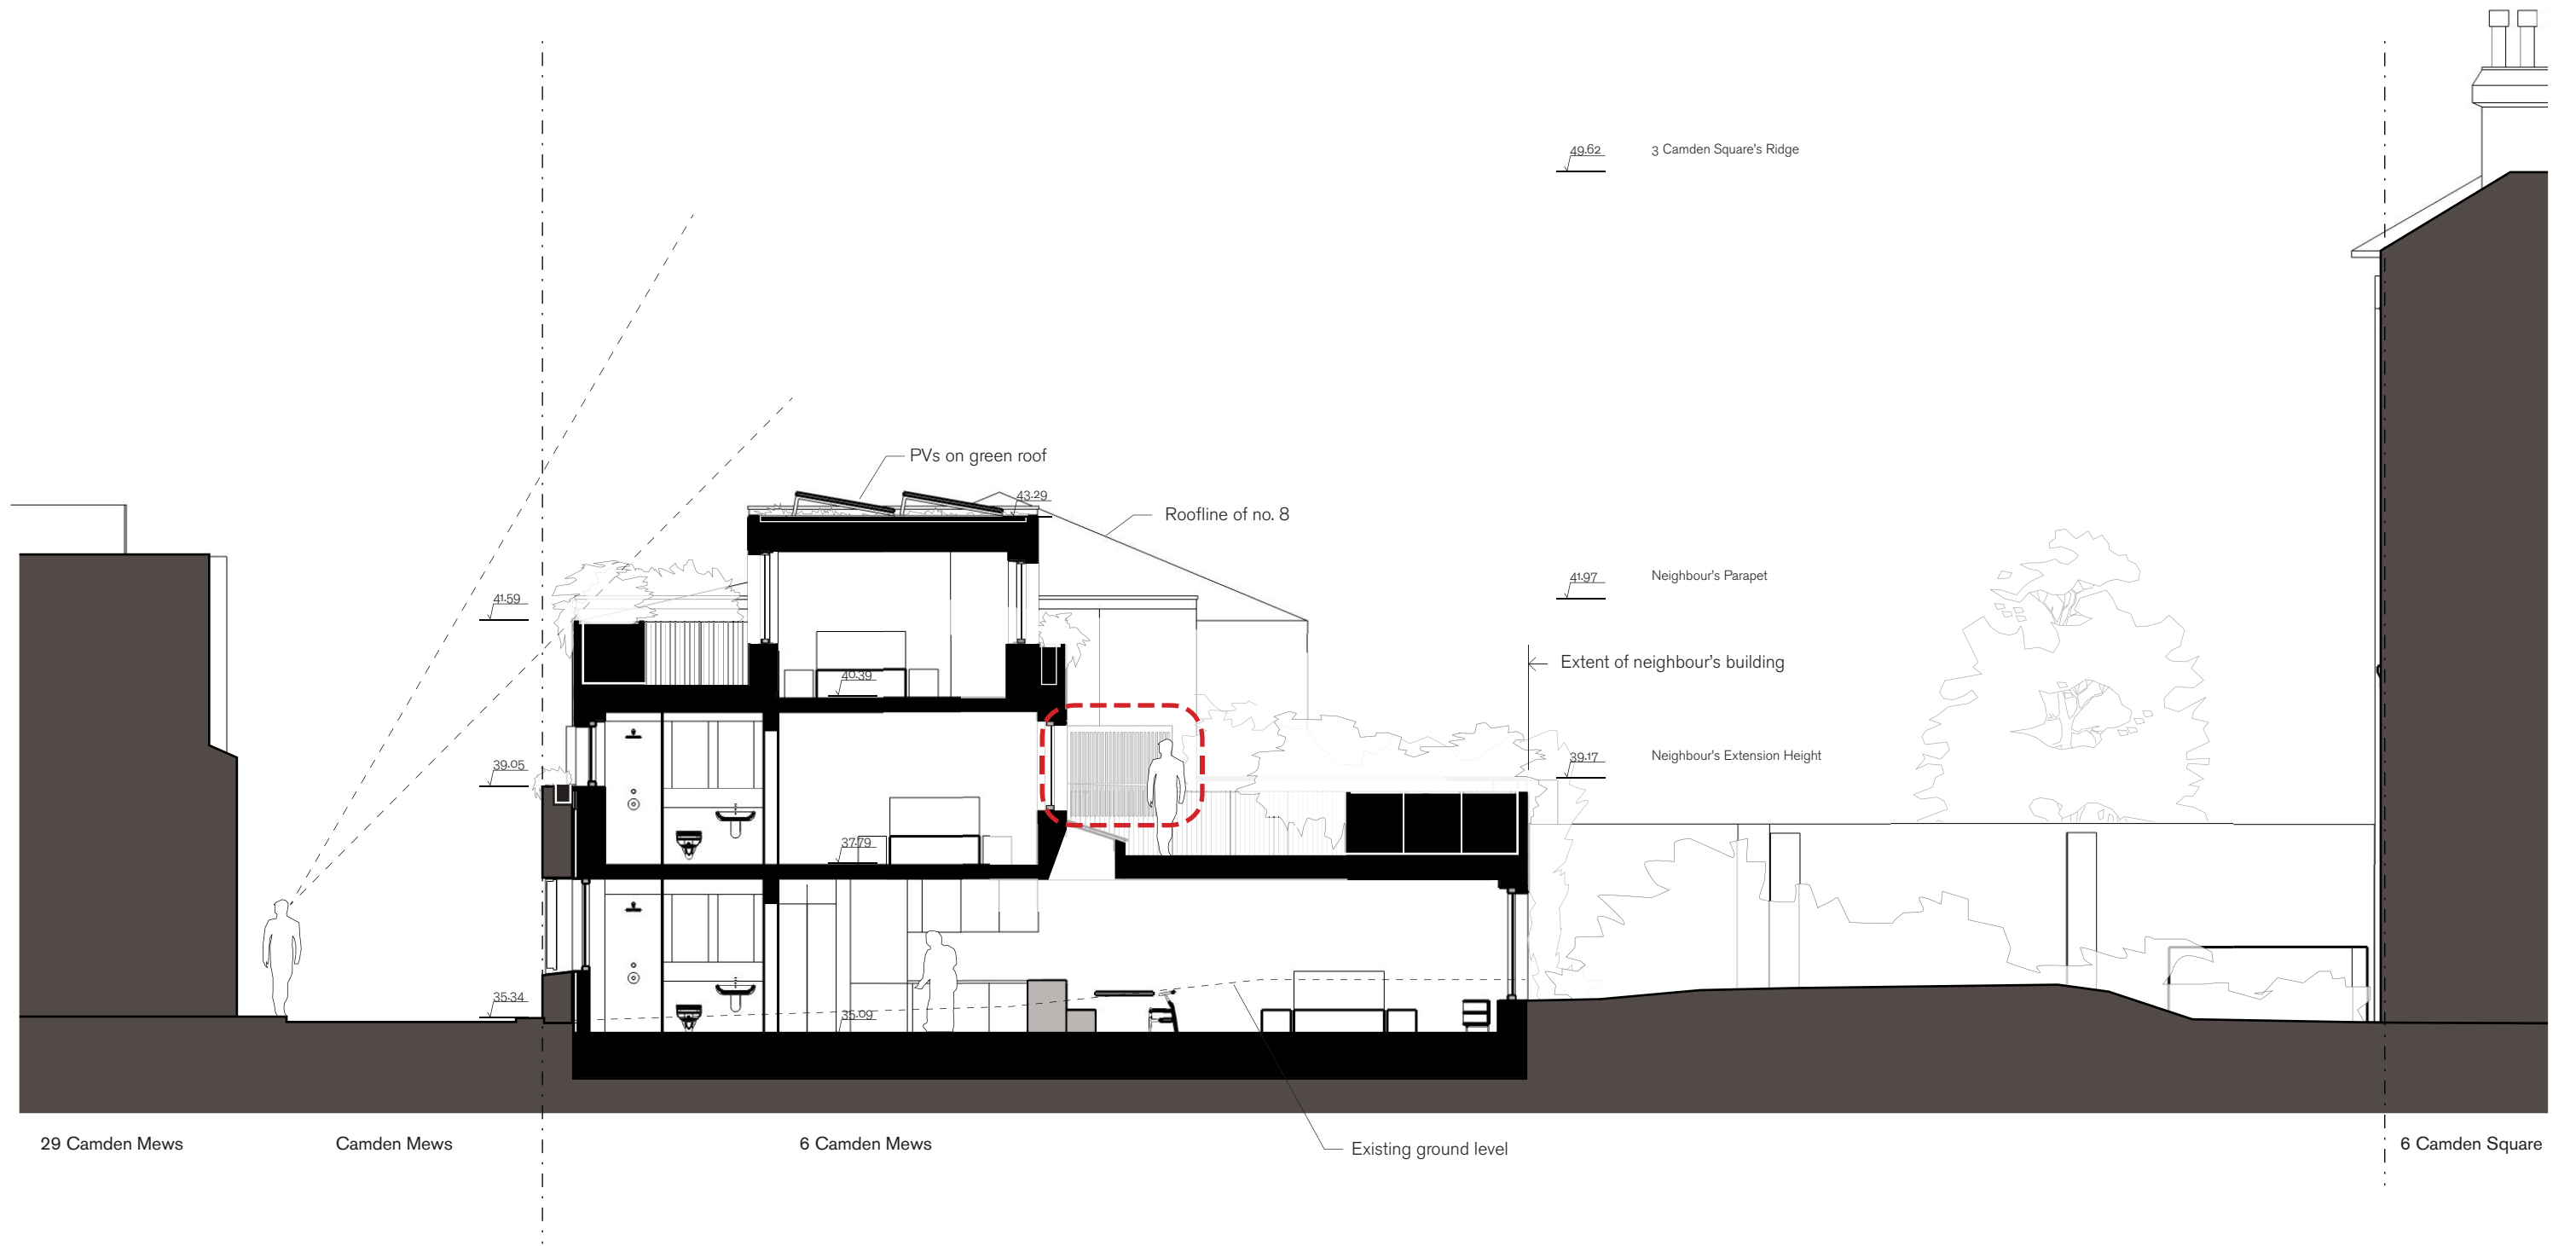 49.62 3 Camden Square's Ridge
PVs on green roof
43.29
Roofline of no. 8
41.97 Neighbour's Parapet
41.59
Extent of neighbour's building
40.39
39.17 Neighbour's Extension Height
39.05
37.79
35.34
35.09
29 Camden Mews
Camden Mews
6 Camden Mews
Existing ground level
6 Camden Square